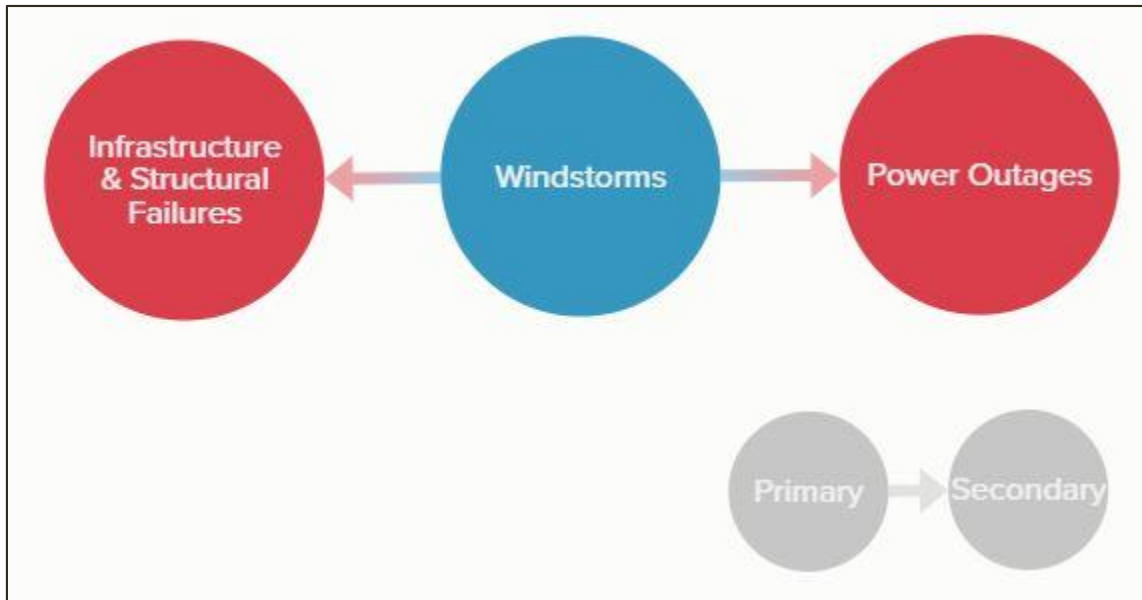 Infrastructure
& Structural
Failures
Windstorms
Power Outages
Primary
Secondary